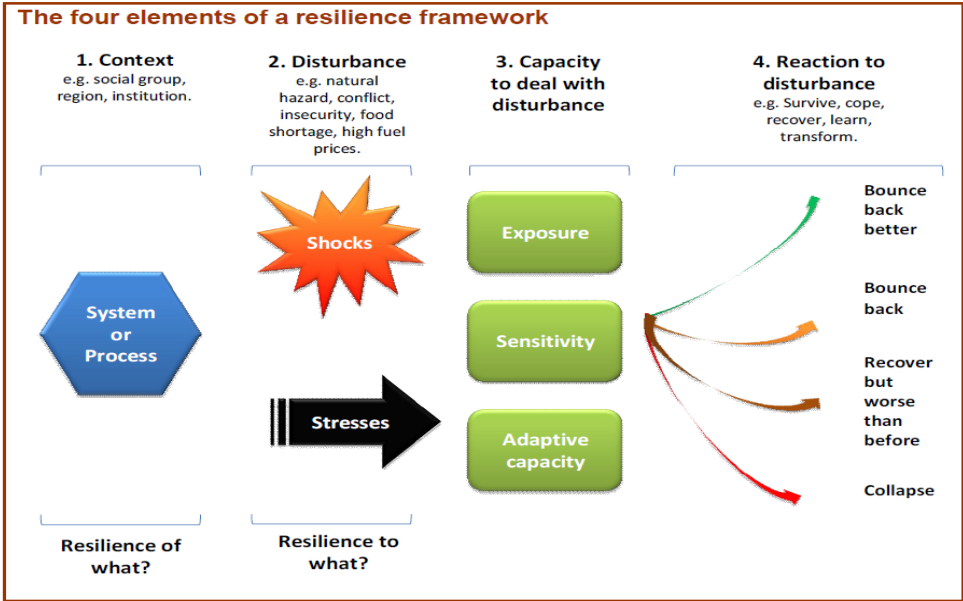 The four elements of a resilience framework
1. Context
e.g. social group,
region, institution.
2. Disturbance
e.g. natural
hazard, conflict,
insecurity, food
shortage, high fuel
prices.
3. Capacity
to deal with
disturbance
4. Reaction to
disturbance
e.g. Survive, cope,
recover, learn,
transform.
System
or
Process
Shocks
Stresses
Exposure
Sensitivity
Adaptive
capacity
Bounce
back
better
Bounce
back
Recover
but
worse
than
before
Collapse
Resilience of
what?
Resilience to
what?